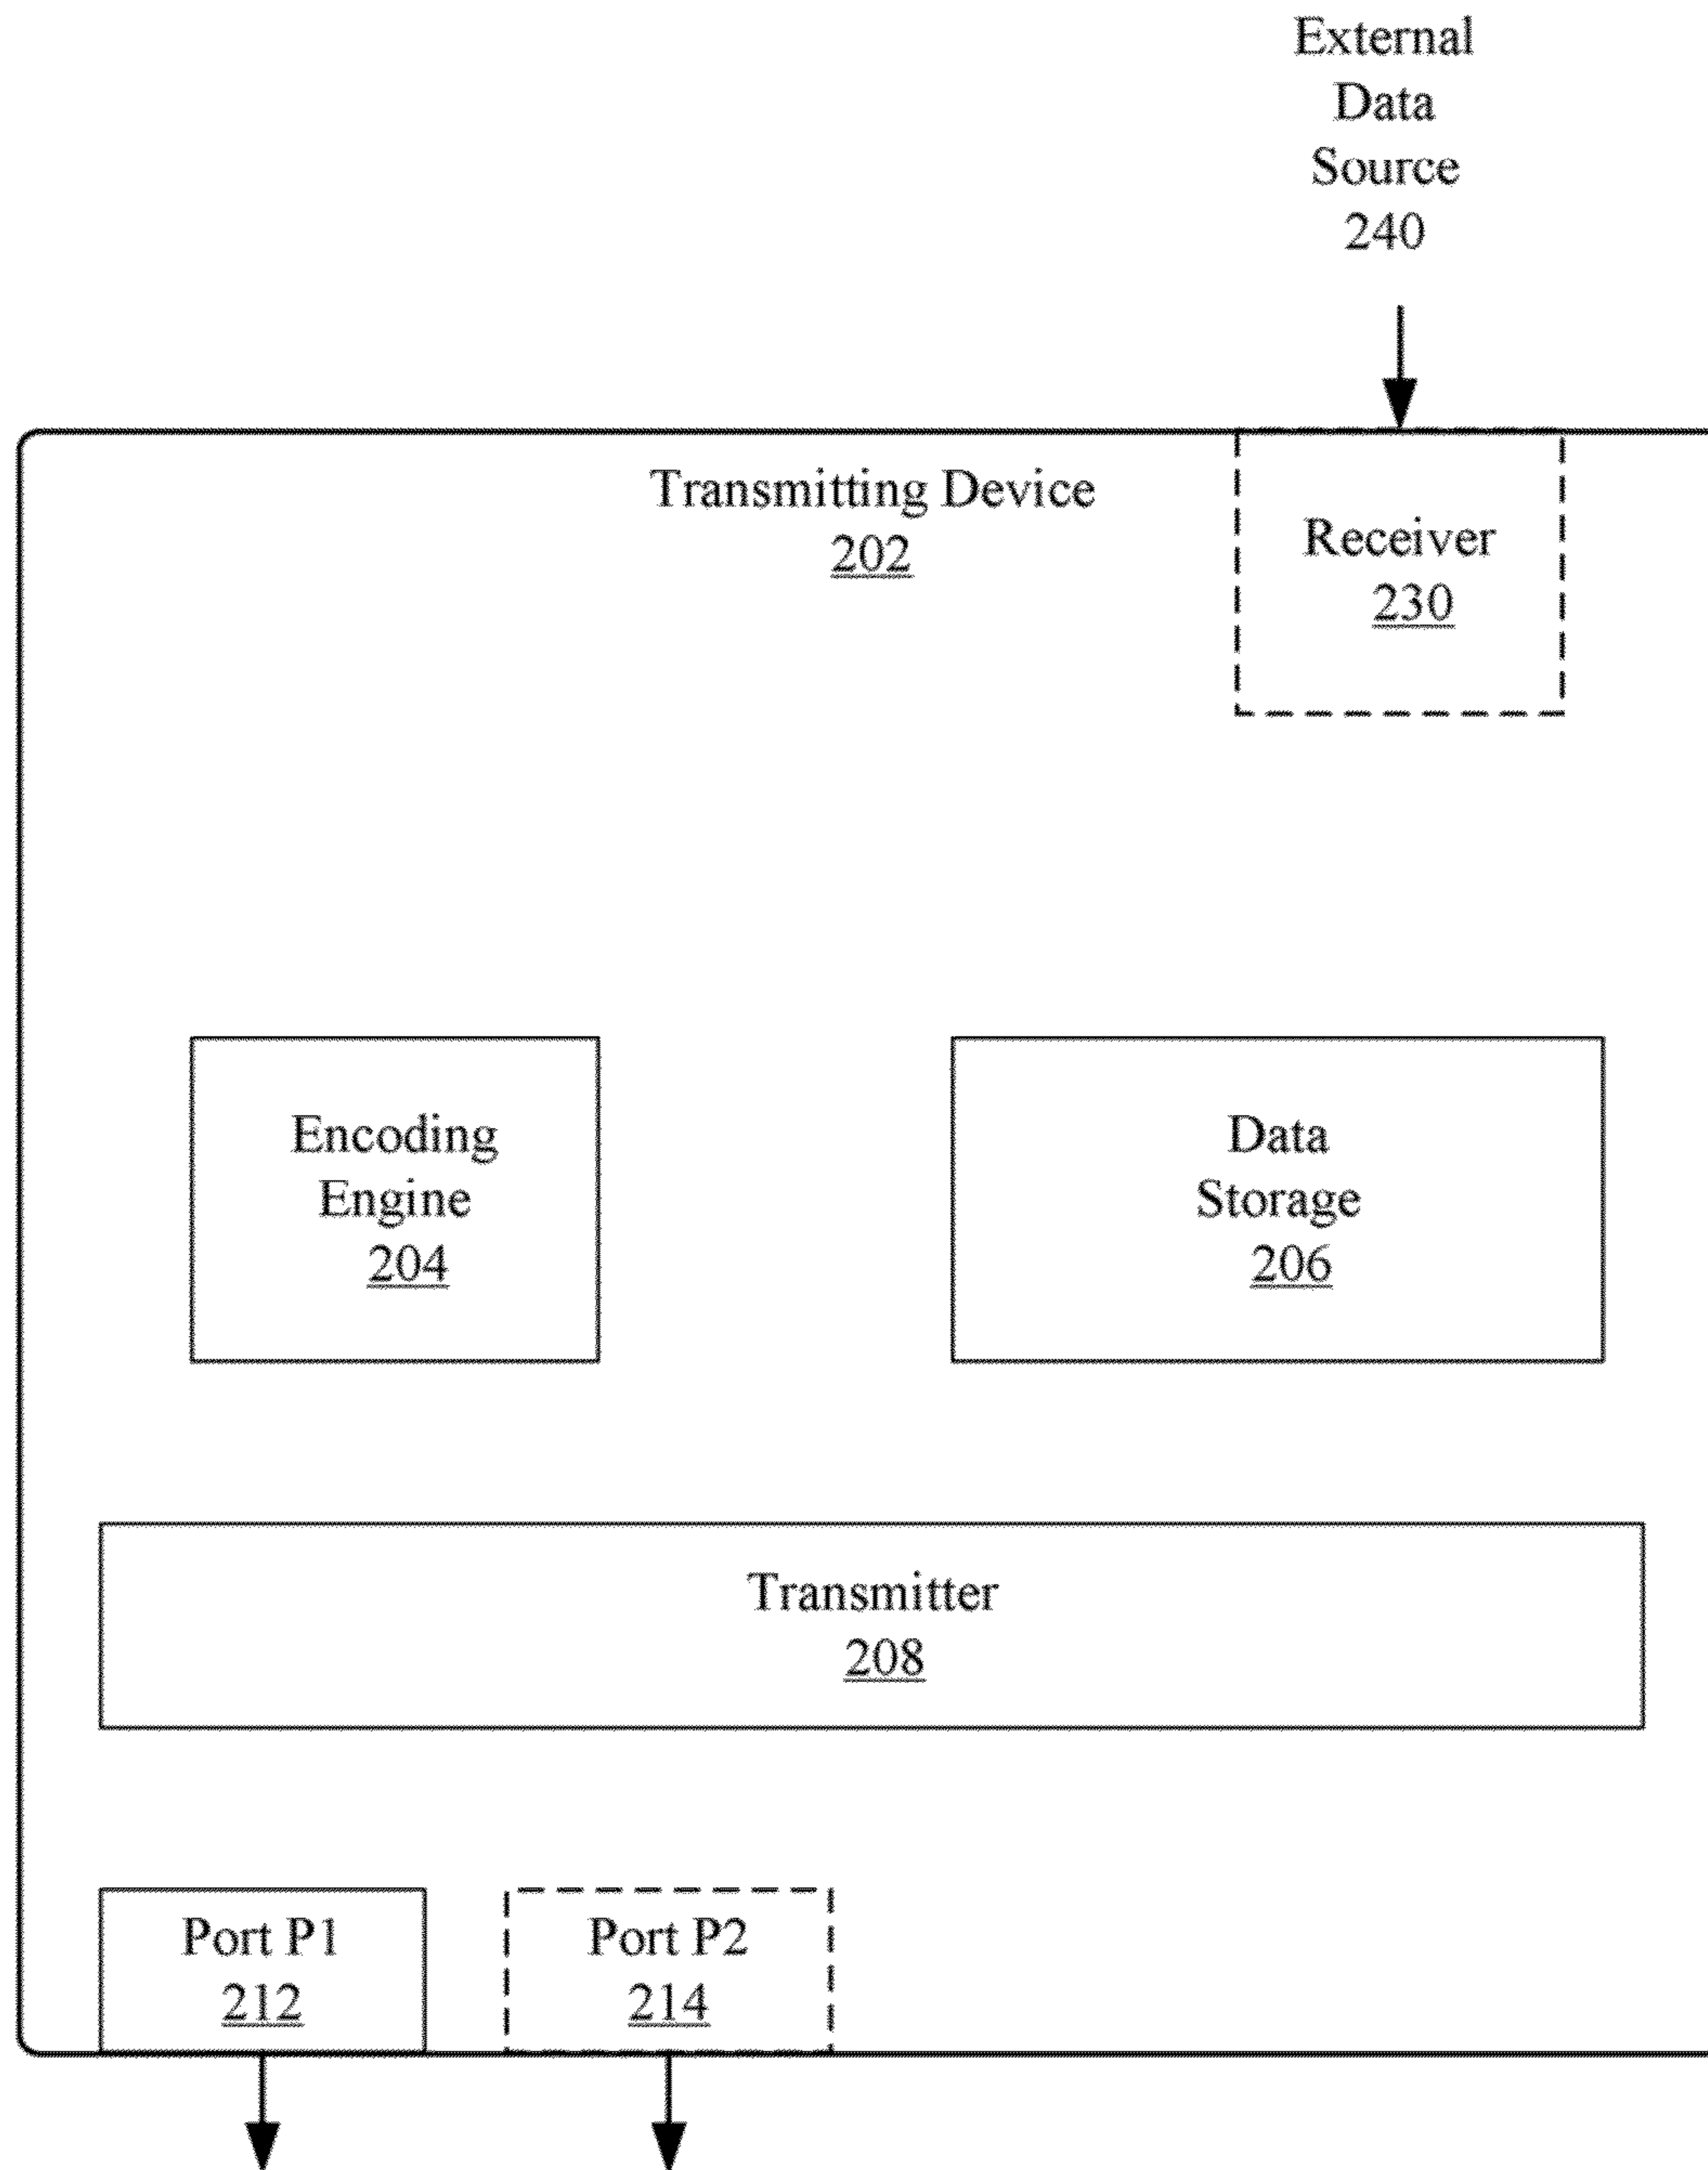 External
Data
Source
240
Transmitting Device
202
Receiver
230
Encoding
Engine
204
Data
Storage
206
Transmitter
208
Port P1
212
Port P2
214